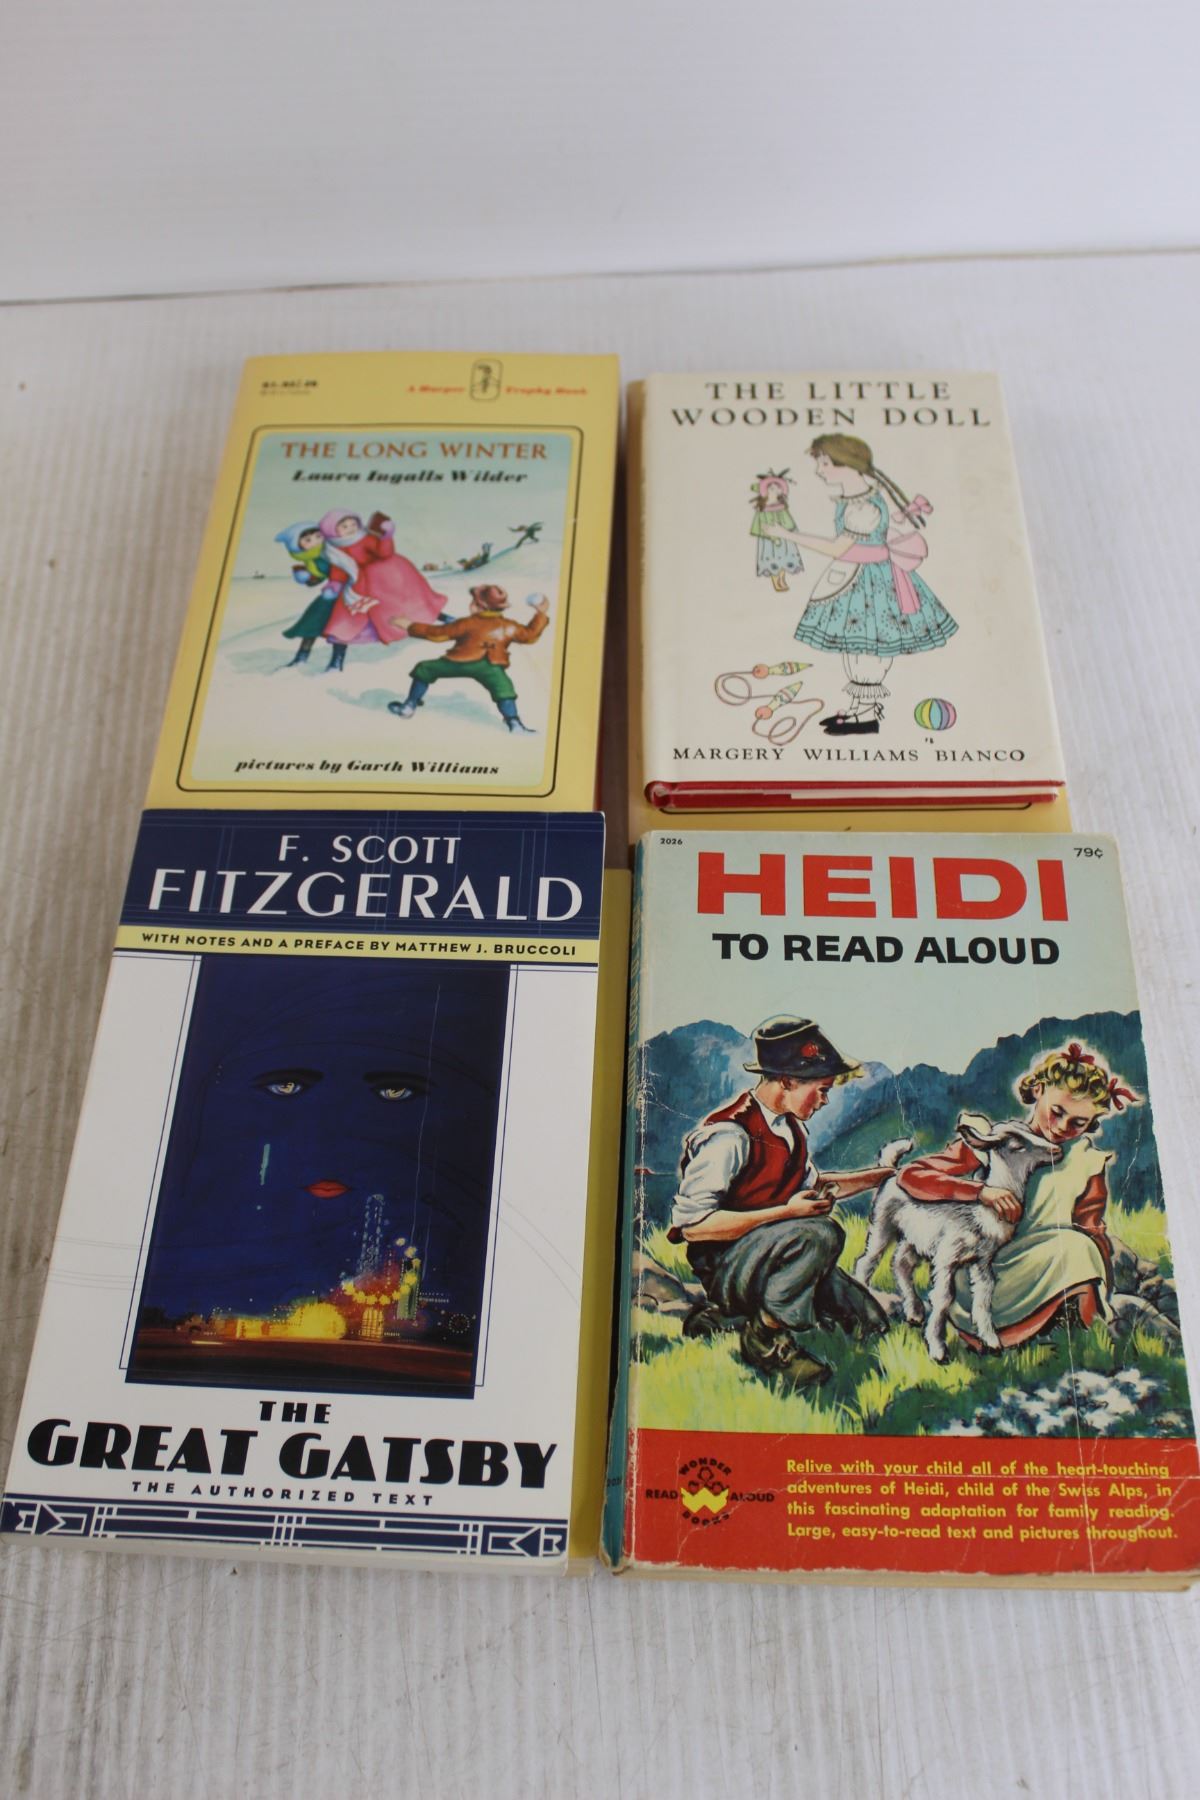 A Harper Trophy Book
THE LONG WINTER
Laura Ingalls Wilder
pictures by Garth Williams
THE LITTLE
WOODEN DOLL
MARGERY WILLIAMS BIANCO
F. SCOTT
FITZGERALD
WITH NOTES AND A PREFACE BY MATTHEW J. BRUCCOLI
THE
GREAT GATSBY
THE AUTHORIZED TEXT
2026
79¢
HEIDI
TO READ ALOUD
WONDER
READ ALOUD
BOOKS
Relive with your child all of the heart-touching
adventures of Heidi, child of the Swiss Alps, in
this fascinating adaptation for family reading.
Large, easy-to-read text and pictures throughout.